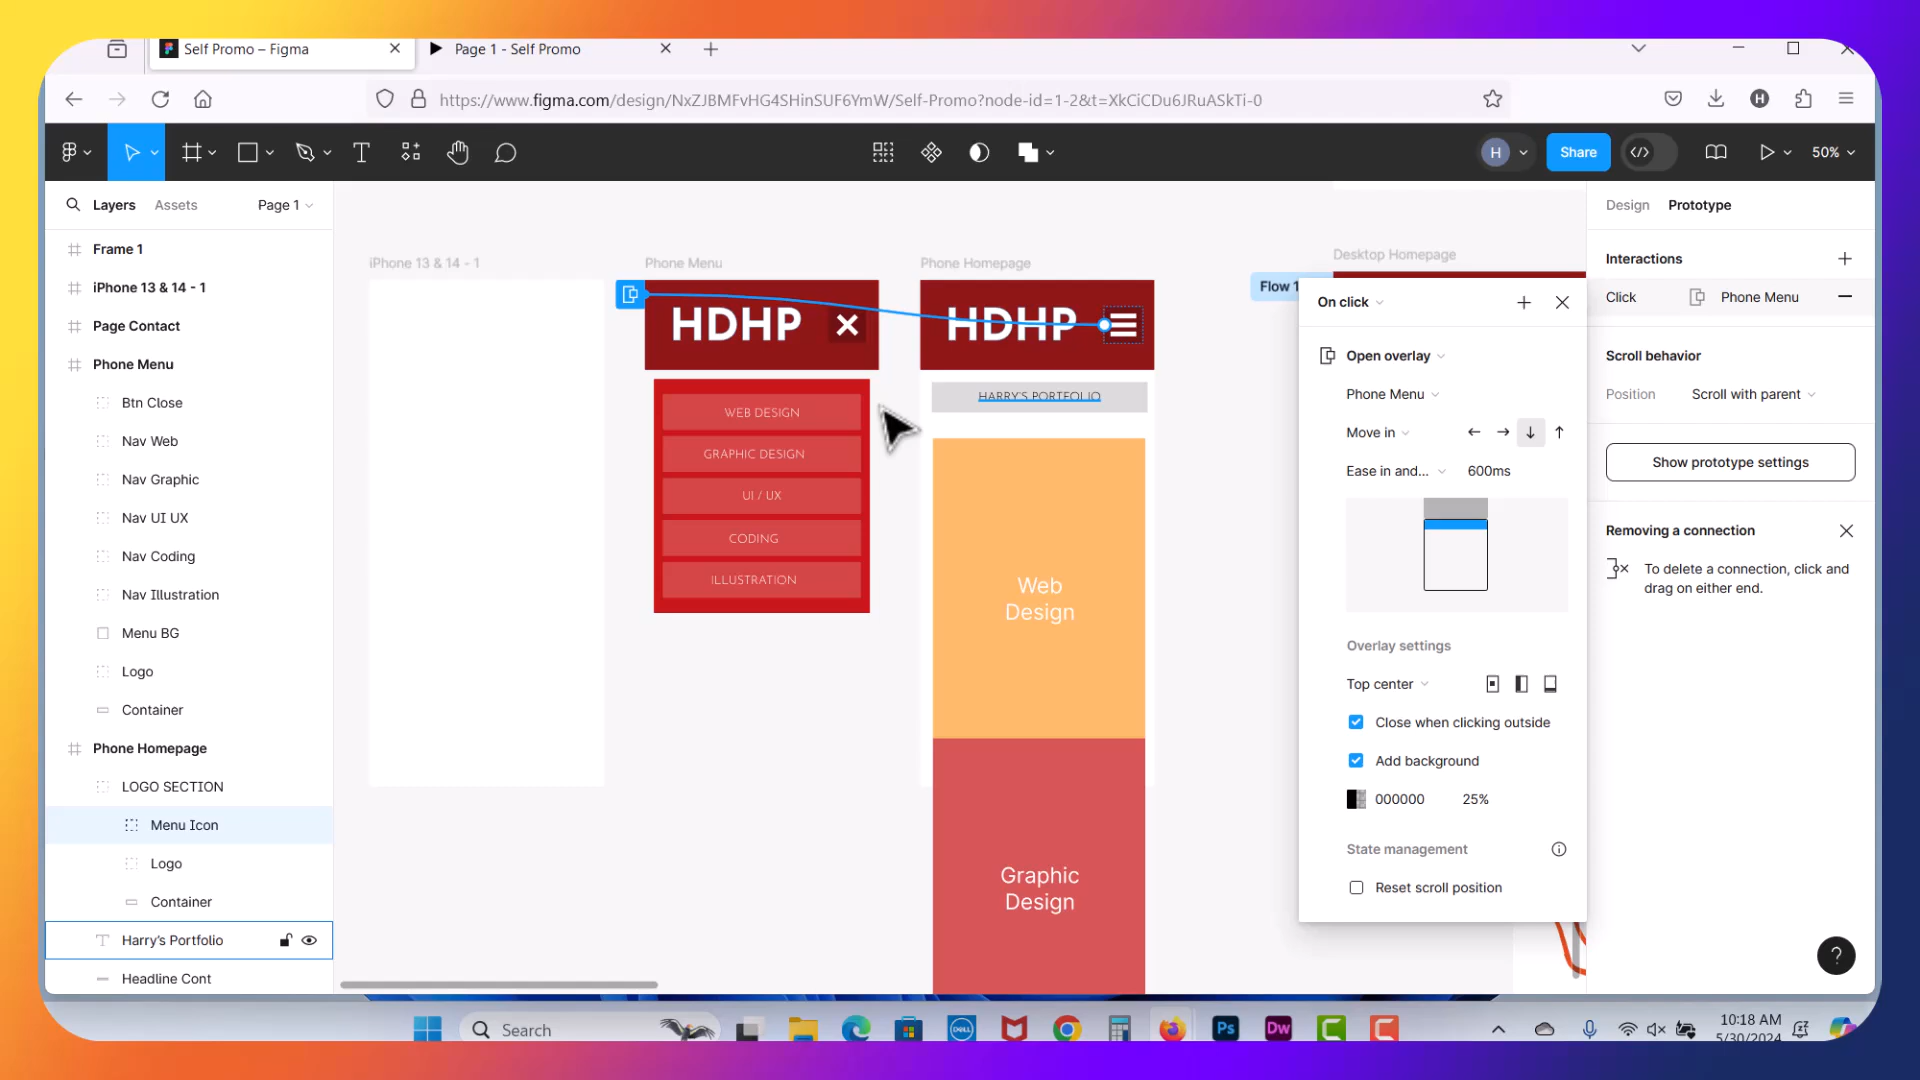 Self Promo – Figma
Page 1 - Self Promo
https://www.figma.com/design/NxZJBMFvHG4SHinSUF6YmW/Self-Promo?node-id=1-2&t=XkCiCDu6JRuASkTi-0
H
H
Share
50%
Layers
Assets
Page 1
Frame 1
iPhone 13 & 14 - 1
Page Contact
Phone Menu
Btn Close
Nav Web
Nav Graphic
Nav UI UX
Nav Coding
Nav Illustration
Menu BG
Logo
Container
Phone Homepage
LOGO SECTION
Menu Icon
Logo
Container
Harry's Portfolio
Headline Cont
iPhone 13 & 14 - 1
Phone Menu
HDHP
WEB DESIGN
GRAPHIC DESIGN
UI / UX
CODING
ILLUSTRATION
Phone Homepage
HDHP
HARRY'S PORTFOLIO
Web
Design
Graphic
Design
Desktop Homepage
Flow 1
On click
Open overlay
Phone Menu
Move in
Ease in and...
600ms
Overlay settings
Top center
Close when clicking outside
Add background
000000
25%
State management
Reset scroll position
Design
Prototype
Interactions
Click
Phone Menu
Scroll behavior
Position
Scroll with parent
Show prototype settings
Removing a connection
To delete a connection, click and
drag on either end.
?
Search
DELL
Ps
Dw
10:18 AM
5/30/2024